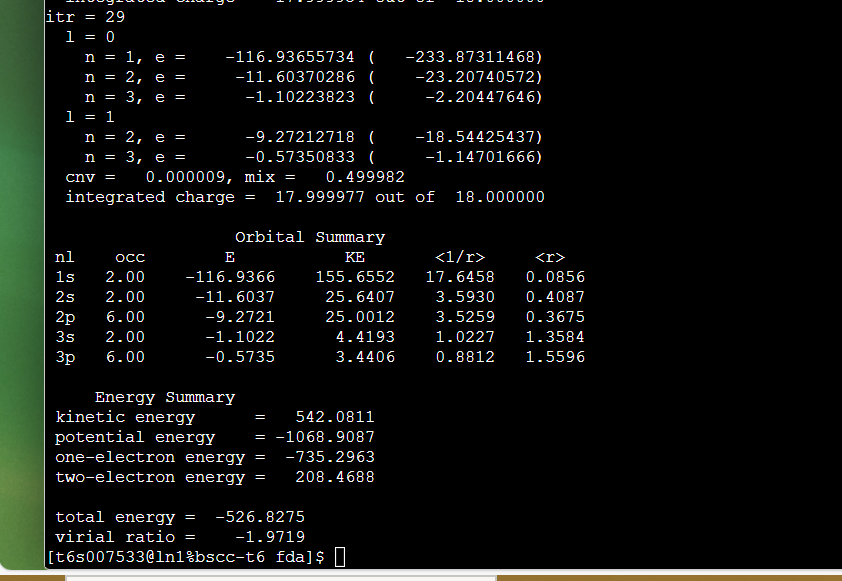 itr = 29
l = 0
n = 1, e = -116.93655734 ( -233.87311468)
n = 2, e = -11.60370286 ( -23.20740572)
n = 3, e = -1.10223823 ( -2.20447646)
l = 1
n = 2, e = -9.27212718 ( -18.54425437)
n = 3, e = -0.57350833 ( -1.14701666)
cnv = 0.000009, mix = 0.499982
integrated charge = 17.999977 out of 18.000000
Orbital Summary
nl occ E KE <1/r> <r>
1s 2.00 -116.9366 155.6552 17.6458 0.0856
2s 2.00 -11.6037 25.6407 3.5930 0.4087
2p 6.00 -9.2721 25.0012 3.5259 0.3675
3s 2.00 -1.1022 4.4193 1.0227 1.3584
3p 6.00 -0.5735 3.4406 0.8812 1.5596
Energy Summary
kinetic energy = 542.0811
potential energy = -1068.9087
one-electron energy = -735.2963
two-electron energy = 208.4688
total energy = -526.8275
virial ratio = -1.9719
[t6s007533@ln1%bscc-t6 fda]$